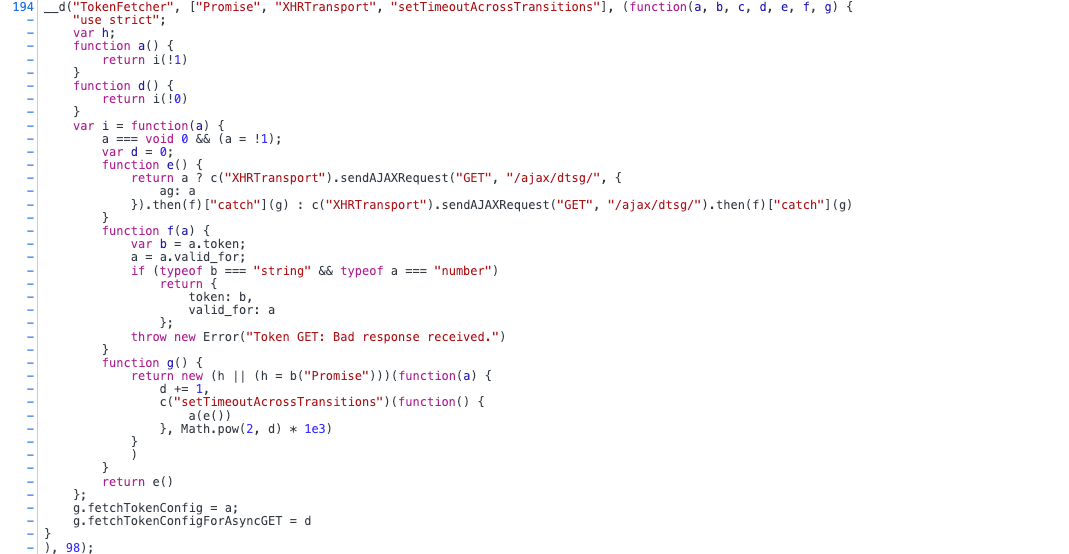 194 __d("TokenFetcher", ["Promise", "XHRTransport", "setTimeoutAcrossTransitions"], (function(a, b, c, d, e, f, g) {
–     "use strict";
–     var h;
–     function a() {
–         return i(!1)
–     }
–     function d() {
–         return i(!0)
–     }
–     var i = function(a) {
–         a === void 0 && (a = !1);
–         var d = 0;
–         function e() {
–             return a ? c("XHRTransport").sendAJAXRequest("GET", "/ajax/dtsg/", {
–                 ag: a
–             }).then(f)["catch"](g) : c("XHRTransport").sendAJAXRequest("GET", "/ajax/dtsg/").then(f)["catch"](g)
–         }
–         function f(a) {
–             var b = a.token;
–             a = a.valid_for;
–             if (typeof b === "string" && typeof a === "number")
–                 return {
–                     token: b,
–                     valid_for: a
–                 };
–             throw new Error("Token GET: Bad response received.")
–         }
–         function g() {
–             return new (h || (h = b("Promise")))(function(a) {
–                 d += 1,
–                 c("setTimeoutAcrossTransitions")(function() {
–                     a(e())
–                 }, Math.pow(2, d) * 1e3)
–             }
–             )
–         }
–         return e()
–     };
–     g.fetchTokenConfig = a;
–     g.fetchTokenConfigForAsyncGET = d
– }
– ), 98);